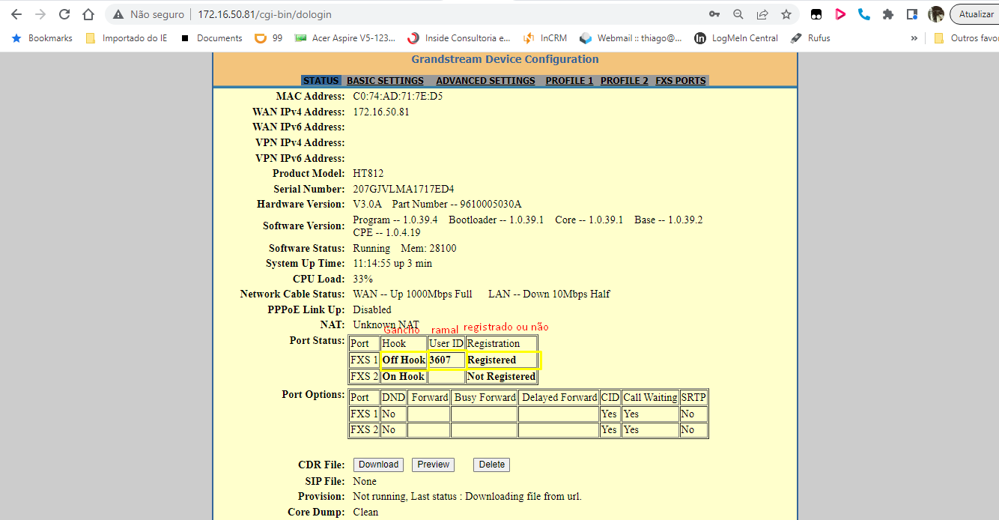 Não seguro 172.16.50.81/cgi-bin/dologin Atualizar
Bookmarks Importado do IE Documents 99 Acer Aspire V5-123... Inside Consultoria e... InCRM Webmail :: thiago@... LogMeIn Central Rufus » Outros favor
Grandstream Device Configuration
STATUS BASIC SETTINGS ADVANCED SETTINGS PROFILE 1 PROFILE 2 FXS PORTS
MAC Address: C0:74:AD:71:7E:D5
WAN IPv4 Address: 172.16.50.81
WAN IPv6 Address:
VPN IPv4 Address:
VPN IPv6 Address:
Product Model: HT812
Serial Number: 207GJVLMA1717ED4
Hardware Version: V3.0A Part Number -- 9610005030A
Software Version: Program -- 1.0.39.4 Bootloader -- 1.0.39.1 Core -- 1.0.39.1 Base -- 1.0.39.2
CPE -- 1.0.4.19
Software Status: Running Mem: 28100
System Up Time: 11:14:55 up 3 min
CPU Load: 33%
Network Cable Status: WAN -- Up 1000Mbps Full LAN -- Down 10Mbps Half
PPPoE Link Up: Disabled
NAT: Unknown NAT
Gancho ramal registrado ou não
Port Status: Port Hook User ID Registration
FXS 1 Off Hook 3607 Registered
FXS 2 On Hook Not Registered
Port Options: Port DND Forward Busy Forward Delayed Forward CID Call Waiting SRTP
FXS 1 No Yes Yes No
FXS 2 No Yes Yes No
CDR File: Download Preview Delete
SIP File: None
Provision: Not running, Last status : Downloading file from url.
Core Dump: Clean